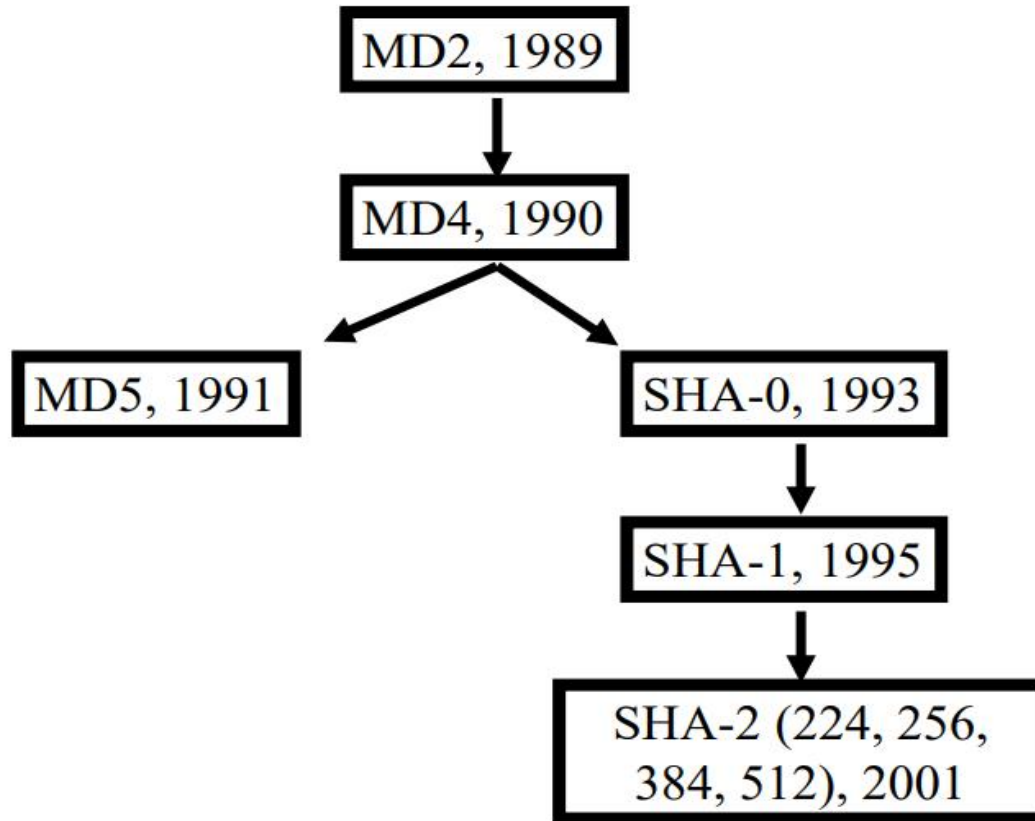 MD2, 1989
MD4, 1990
MD5, 1991
SHA-0, 1993
SHA-1, 1995
SHA-2 (224, 256,
384, 512), 2001